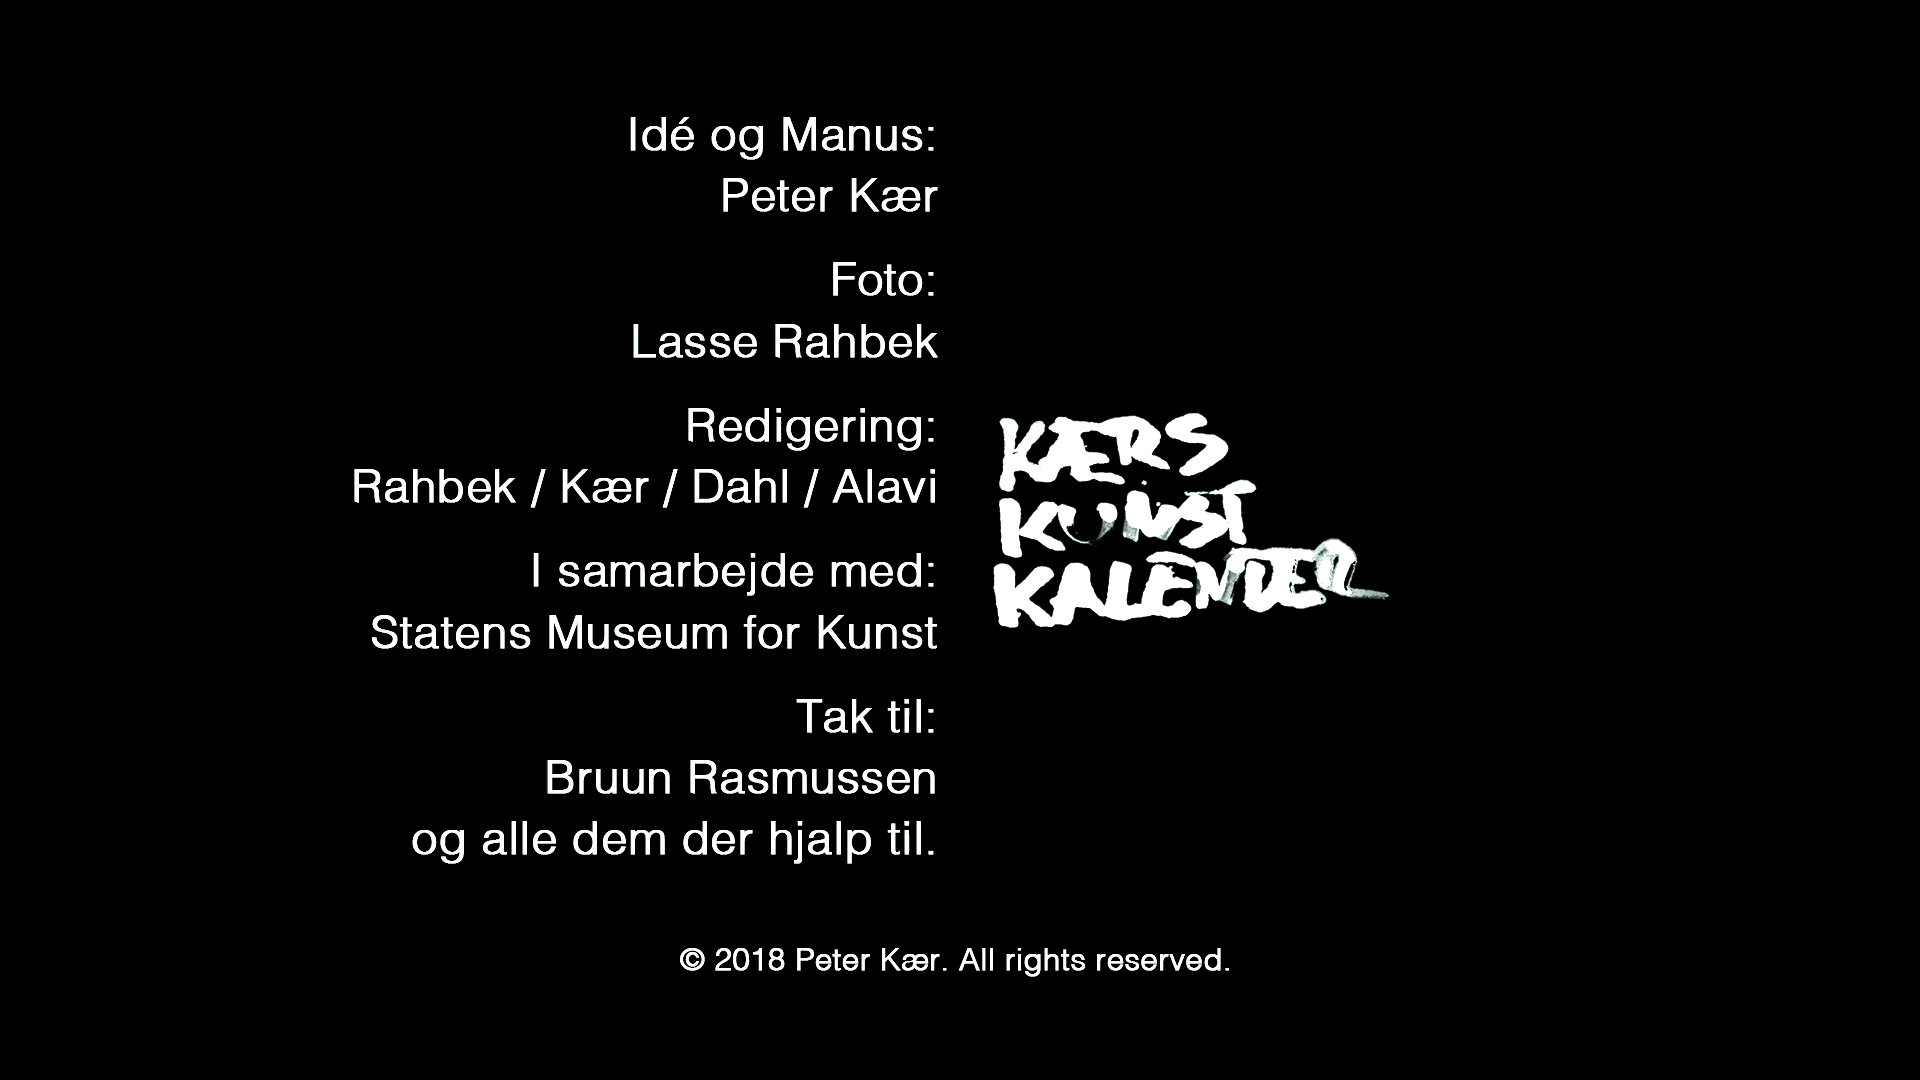 Idé og Manus:
Peter Kær
Foto:
Lasse Rahbek
Redigering:
Rahbek / Kær / Dahl / Alavi
I samarbejde med:
Statens Museum for Kunst
Tak til:
Bruun Rasmussen
og alle dem der hjalp til.
KÆRS
KUNST
KALENDER
© 2018 Peter Kær. All rights reserved.